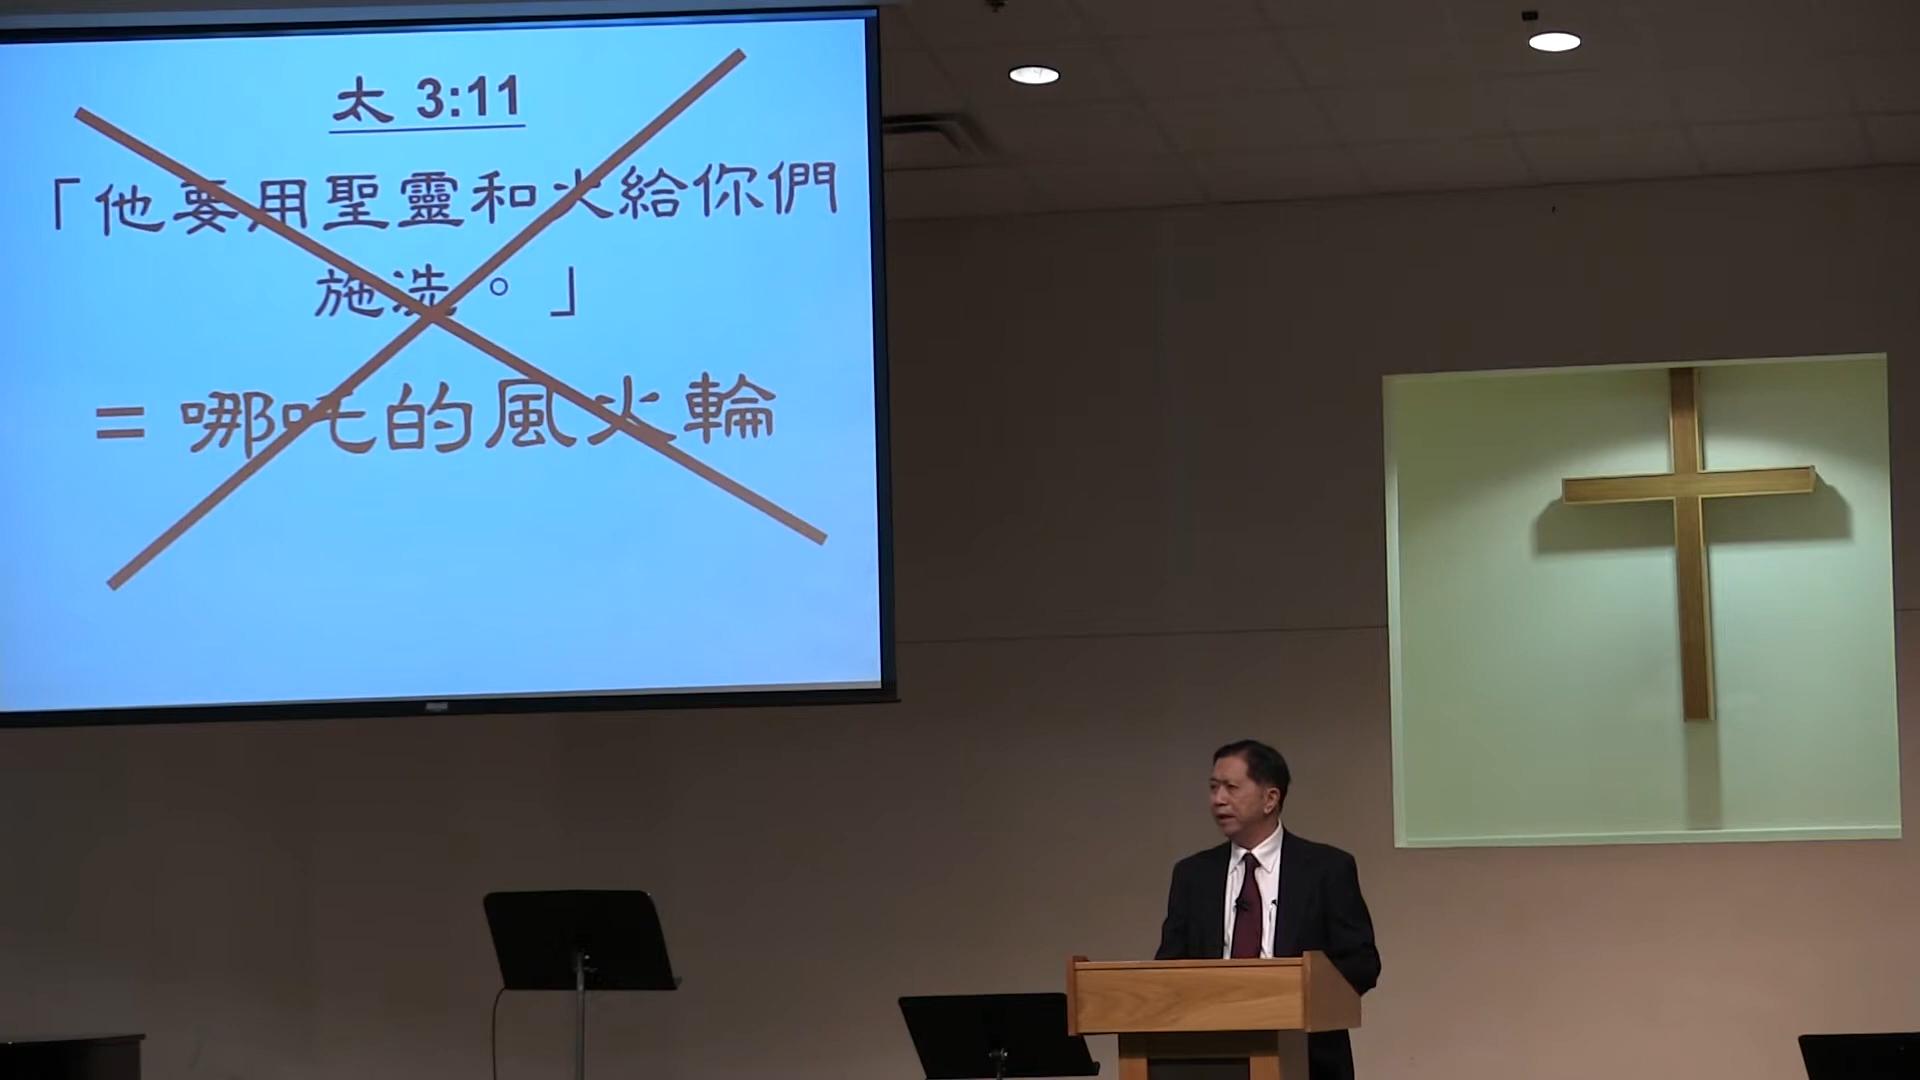 太 3:11
「他要用聖靈和火給你們
施洗。」
= 哪吒的風火輪